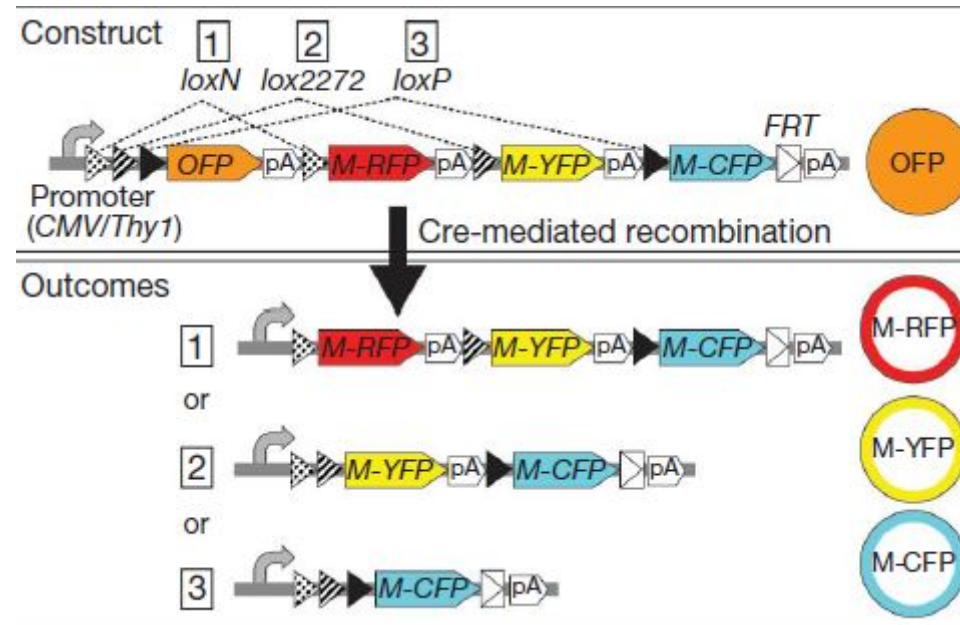 Construct
1 2 3
loxN lox2272 loxP
FRT
OFP pA M-RFP pA M-YFP pA M-CFP pA
OFP
Promoter
(CMV/Thy1)
Cre-mediated recombination
Outcomes
1 M-RFP pA M-YFP pA M-CFP pA
M-RFP
or
2 M-YFP pA M-CFP pA
M-YFP
or
3 M-CFP pA
M-CFP